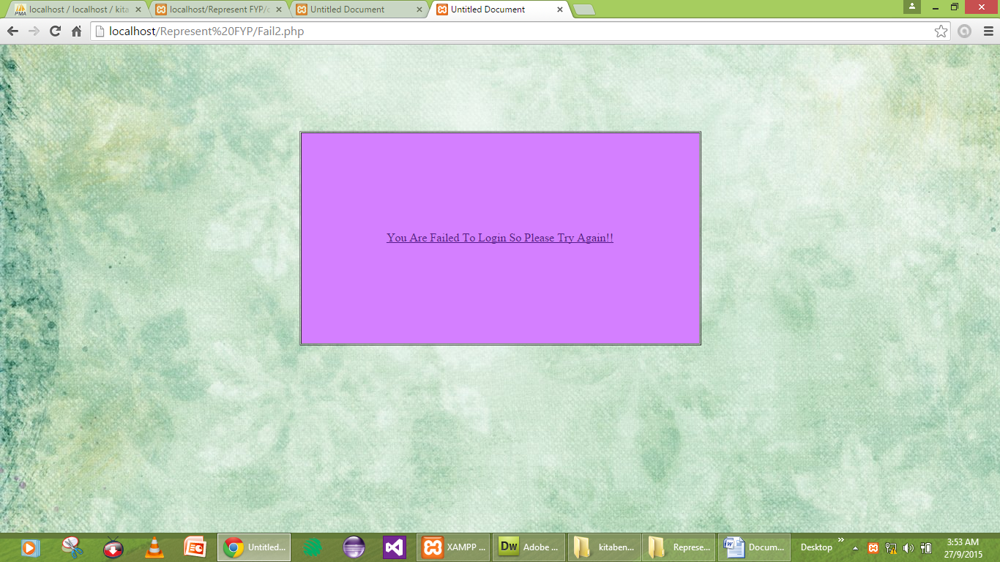 localhost / localhost / kita
localhost/Represent FYP/c
Untitled Document
Untitled Document
localhost/Represent%20FYP/Fail2.php
You Are Failed To Login So Please Try Again!!
Untitled...
XAMPP ...
Dw
Adobe ...
kitaben...
Represe...
Docum...
Desktop
3:53 AM
27/9/2015